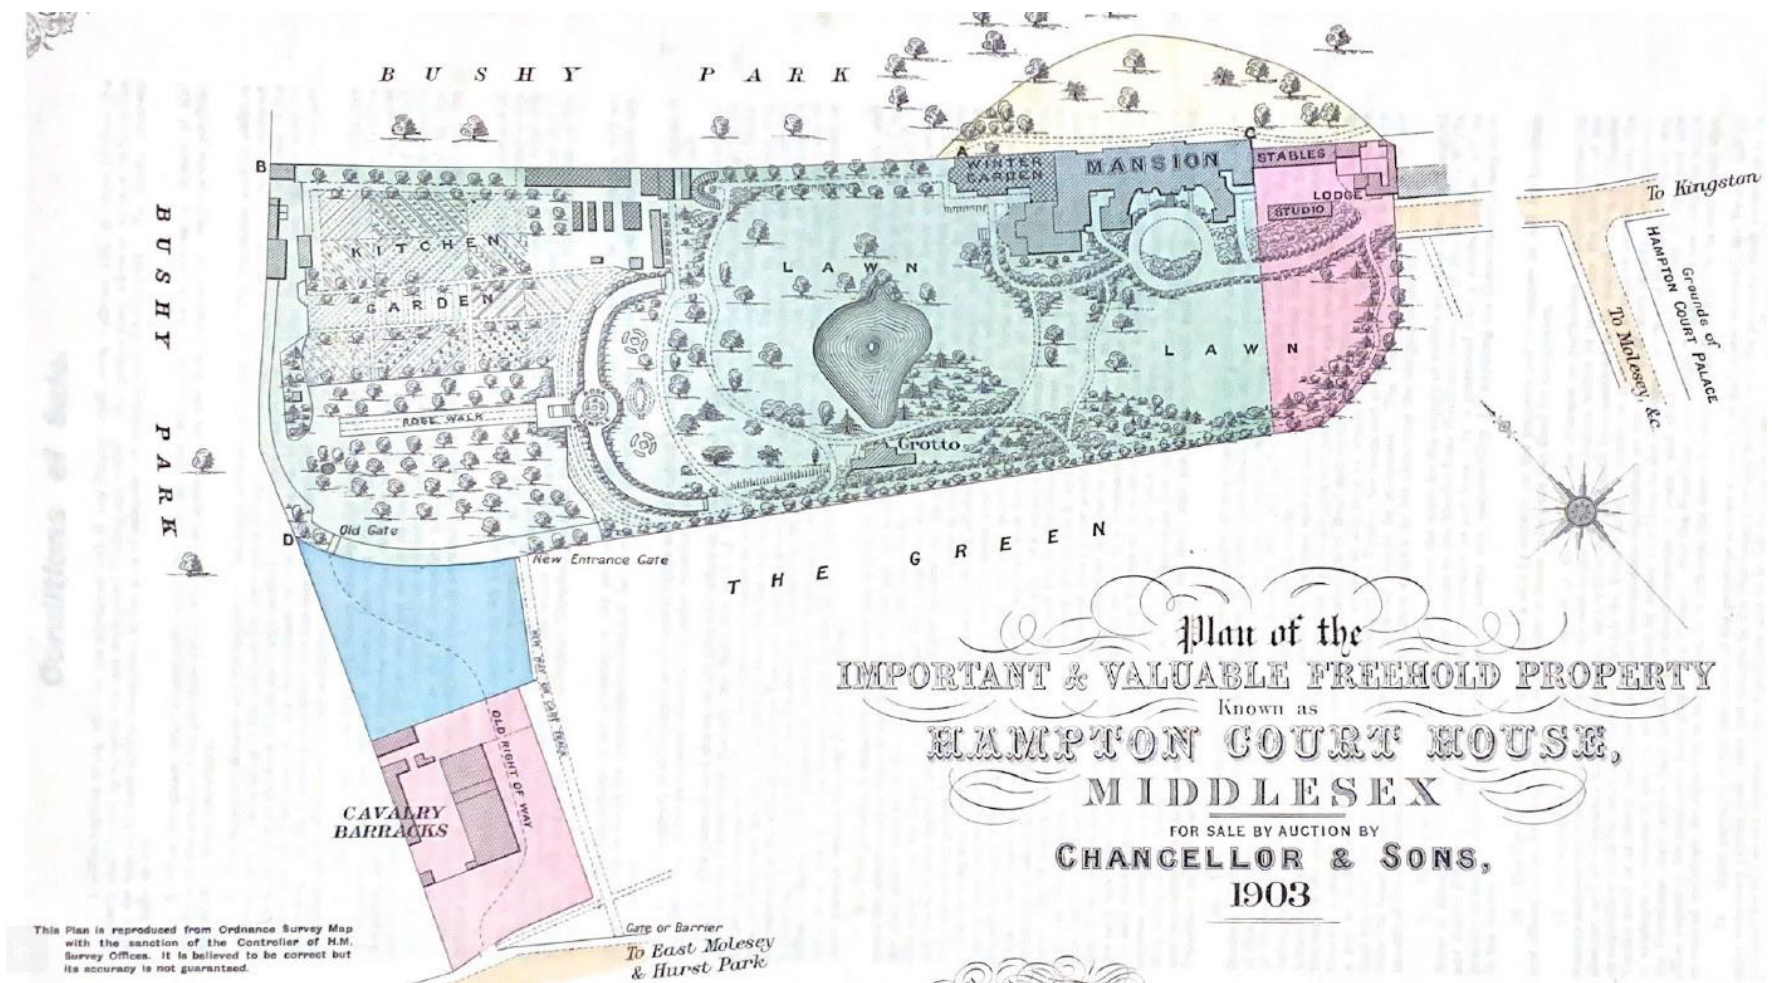 BUSHY PARK
A
C
B
WINTER
GARDEN
MANSION
STABLES
LODGE
STUDIO
To Kingston
BUSHY PARK
KITCHEN
GARDEN
LAWN
LAWN
Grounds of
HAMPTON COURT PALACE
To Molesey &c.
ROSE WALK
Grotto
D
Old Gate
New Entrance Gate
THE GREEN
OLD RIGHT OF WAY
CAVALRY
BARRACKS
Plan of the
IMPORTANT & VALUABLE FREEHOLD PROPERTY
Known as
HAMPTON COURT HOUSE,
MIDDLESEX
FOR SALE BY AUCTION BY
CHANCELLOR & SONS,
1903
This Plan is reproduced from Ordnance Survey Map
with the sanction of the Controller of H.M.
Survey Offices. It is believed to be correct but
its accuracy is not guaranteed.
Gate or Barrier
To East Molesey
& Hurst Park
Conditions of Sale.